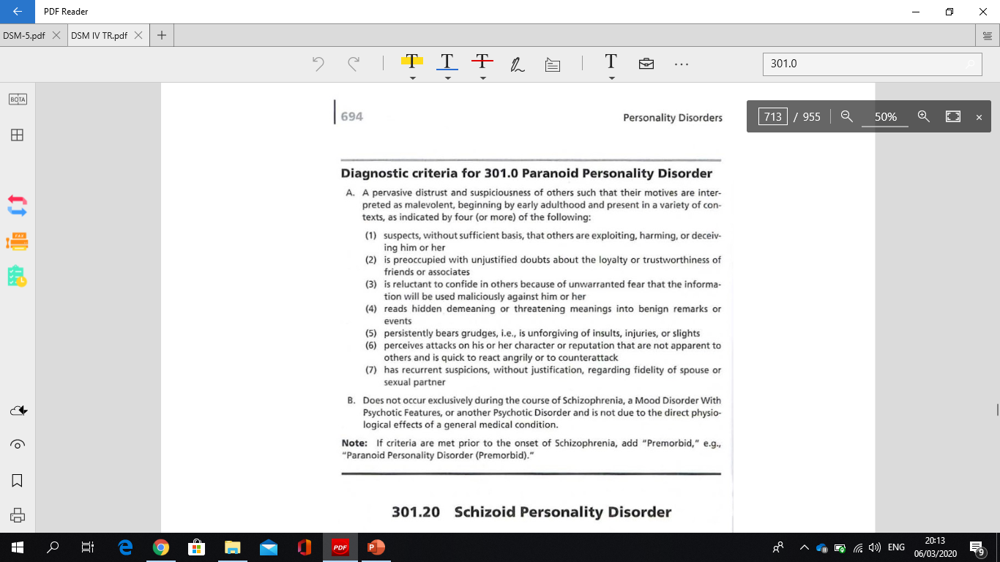 PDF Reader
DSM-5.pdf
DSM IV TR.pdf
301.0
BOTA
713 / 955
50%
694
Personality Disorders
Diagnostic criteria for 301.0 Paranoid Personality Disorder
A. A pervasive distrust and suspiciousness of others such that their motives are inter-
preted as malevolent, beginning by early adulthood and present in a variety of con-
texts, as indicated by four (or more) of the following:
(1) suspects, without sufficient basis, that others are exploiting, harming, or deceiv-
ing him or her
(2) is preoccupied with unjustified doubts about the loyalty or trustworthiness of
friends or associates
(3) is reluctant to confide in others because of unwarranted fear that the informa-
tion will be used maliciously against him or her
(4) reads hidden demeaning or threatening meanings into benign remarks or
events
(5) persistently bears grudges, i.e., is unforgiving of insults, injuries, or slights
(6) perceives attacks on his or her character or reputation that are not apparent to
others and is quick to react angrily or to counterattack
(7) has recurrent suspicions, without justification, regarding fidelity of spouse or
sexual partner
B. Does not occur exclusively during the course of Schizophrenia, a Mood Disorder With
Psychotic Features, or another Psychotic Disorder and is not due to the direct physio-
logical effects of a general medical condition.
Note: If criteria are met prior to the onset of Schizophrenia, add “Premorbid,” e.g.,
“Paranoid Personality Disorder (Premorbid).”
301.20 Schizoid Personality Disorder
PDF
ENG
20:13
06/03/2020
9